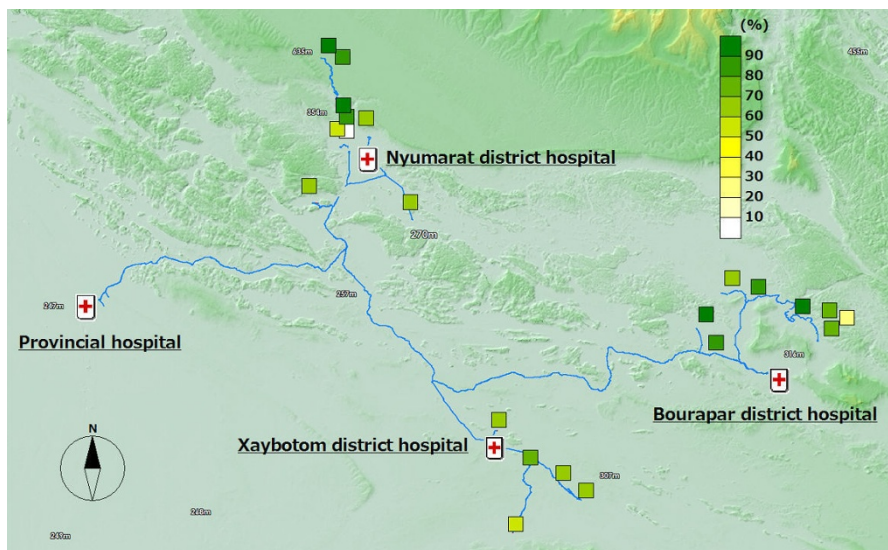 (%)
90
80
70
60
50
40
30
20
10
635m
455m
354m
Nyumarat district hospital
270m
247m
257m
Provincial hospital
314m
Bourapar district hospital
Xaybotom district hospital
N
307m